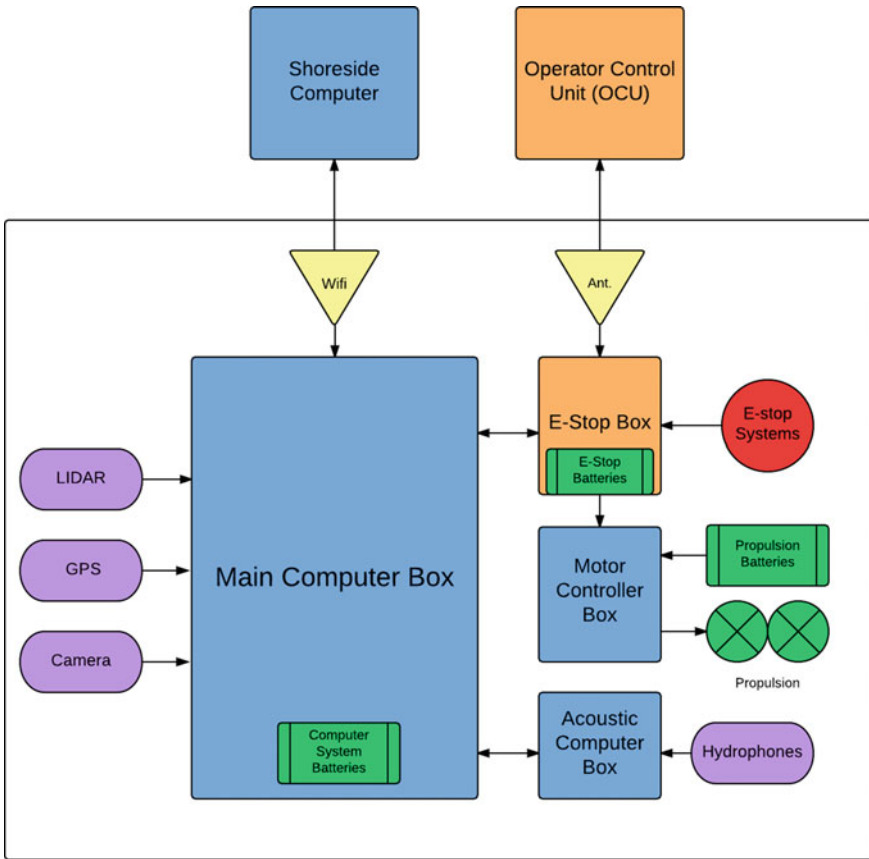 Shoreside
Computer
Operator Control
Unit (OCU)
Wifi
Ant.
E-Stop Box
E-Stop
Batteries
E-stop
Systems
LIDAR
GPS
Camera
Main Computer Box
Computer
System
Batteries
Motor
Controller
Box
Propulsion
Batteries
Propulsion
Acoustic
Computer
Box
Hydrophones